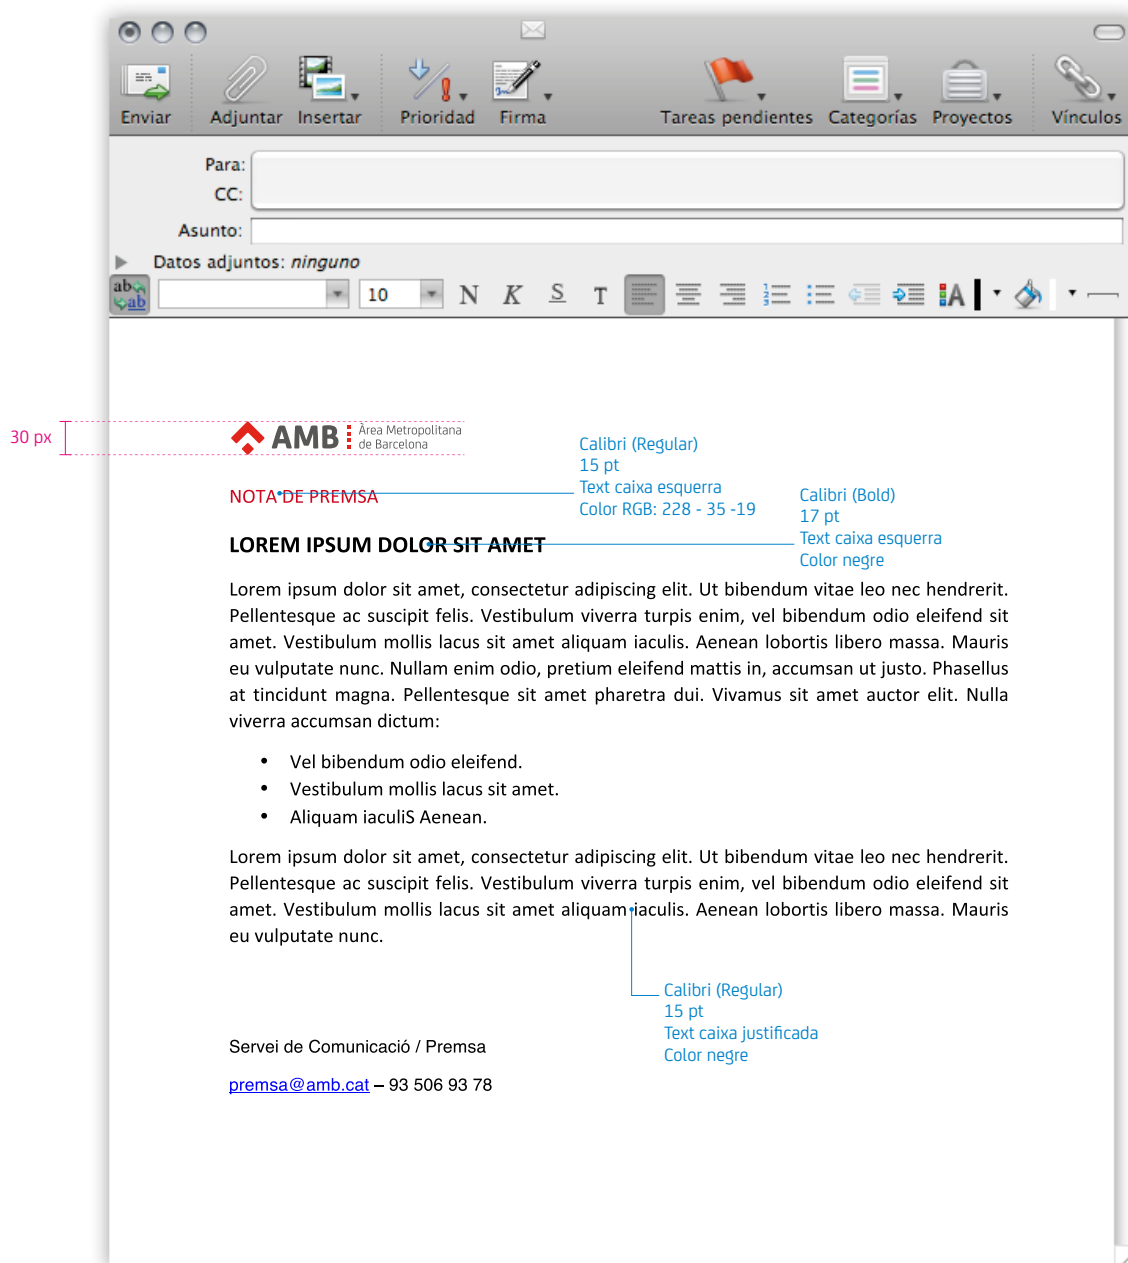 Enviar Adjuntar Insertar Prioridad Firma Tareas pendientes Categorías Proyectos Vínculos
Para:
CC:
Asunto:
Datos adjuntos: ninguno
abc ab 10 N K S T A
30 px
AMB Àrea Metropolitana
de Barcelona
Calibri (Regular)
15 pt
Text caixa esquerra
Color RGB: 228 - 35 -19
NOTA DE PREMSA
Calibri (Bold)
17 pt
Text caixa esquerra
Color negre
LOREM IPSUM DOLOR SIT AMET
Lorem ipsum dolor sit amet, consectetur adipiscing elit. Ut bibendum vitae leo nec hendrerit.
Pellentesque ac suscipit felis. Vestibulum viverra turpis enim, vel bibendum odio eleifend sit
amet. Vestibulum mollis lacus sit amet aliquam iaculis. Aenean lobortis libero massa. Mauris
eu vulputate nunc. Nullam enim odio, pretium eleifend mattis in, accumsan ut justo. Phasellus
at tincidunt magna. Pellentesque sit amet pharetra dui. Vivamus sit amet auctor elit. Nulla
viverra accumsan dictum:
• Vel bibendum odio eleifend.
• Vestibulum mollis lacus sit amet.
• Aliquam iaculiS Aenean.
Lorem ipsum dolor sit amet, consectetur adipiscing elit. Ut bibendum vitae leo nec hendrerit.
Pellentesque ac suscipit felis. Vestibulum viverra turpis enim, vel bibendum odio eleifend sit
amet. Vestibulum mollis lacus sit amet aliquam iaculis. Aenean lobortis libero massa. Mauris
eu vulputate nunc.
Calibri (Regular)
15 pt
Text caixa justificada
Color negre
Servei de Comunicació / Premsa
premsa@amb.cat – 93 506 93 78